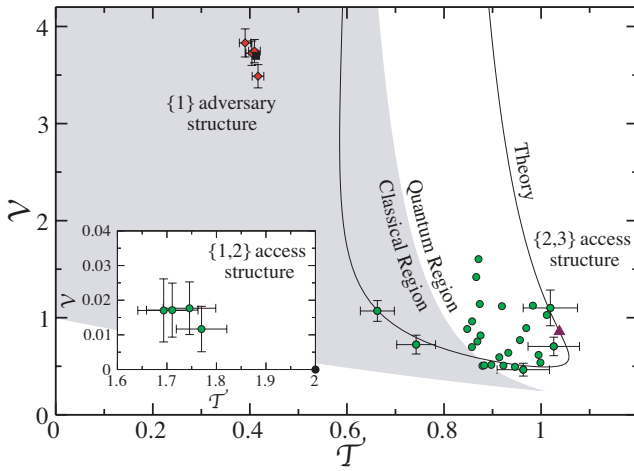 4
3
2
1
0
𝒱
{1} adversary
structure
Classical Region
Quantum Region
Theory
{2,3} access
structure
0.04
0.03
0.02
0.01
0
𝒱
{1,2} access
structure
1.6 1.7 1.8 1.9 2
𝒯
0 0.2 0.4 0.6 0.8 1
𝒯